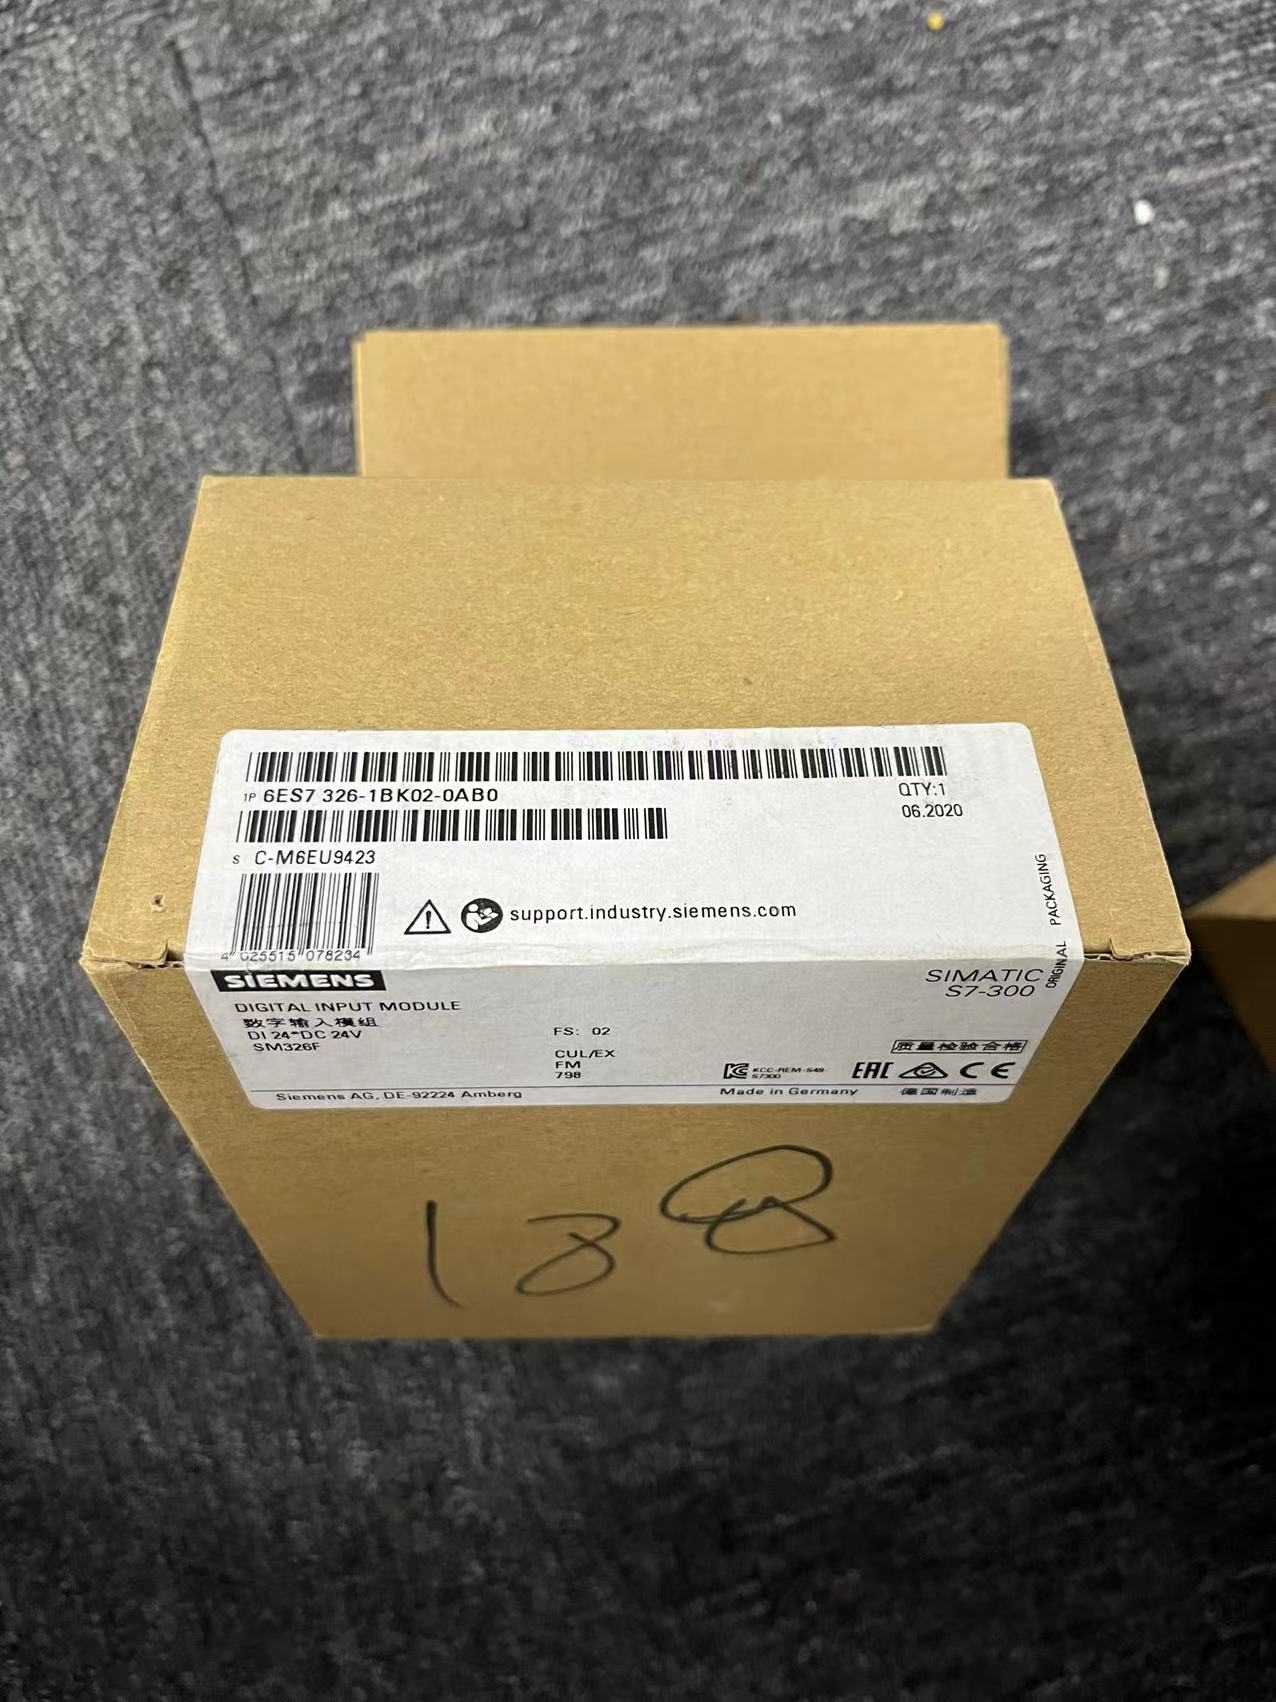 1P 6ES7 326-1BK02-0AB0
QTY:1
06.2020
S C-M6EU9423
4 025515 078234
support.industry.siemens.com
ORIGINAL PACKAGING
SIEMENS
SIMATIC
S7-300
DIGITAL INPUT MODULE
数字输入模组
DI 24*DC 24V
SM326F
FS: 02
CUL/EX
FM
798
质量检验合格
KCC-REM-S49-
S7300
EAC
CE
Siemens AG, DE-92224 Amberg
Made in Germany
德国制造